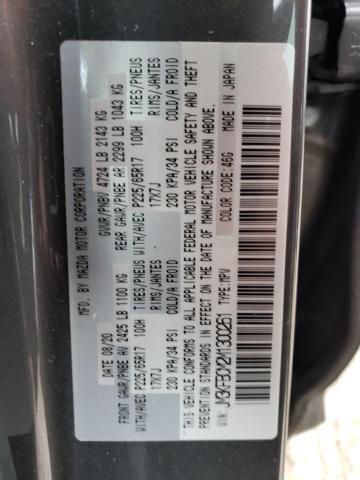 MFD. BY MAZDA MOTOR CORPORATION
DATE 08/20 GVWR/PNBV 4724 LB 2143 KG
FRONT GAWR/PNBE AV 2425 LB 1100 KG REAR GAWR/PNBE AR 2299 LB 1043 KG
WITH/AVEC P225/65R17 100H TIRES/PNEUS WITH/AVEC P225/65R17 100H TIRES/PNEUS
17X7J RIMS/JANTES 17X7J RIMS/JANTES
230 KPA/34 PSI COLD/A FROID 230 KPA/34 PSI COLD/A FROID
THIS VEHICLE CONFORMS TO ALL APPLICABLE FEDERAL MOTOR VEHICLE SAFETY AND THEFT
PREVENTION STANDARDS IN EFFECT ON THE DATE OF MANUFACTURE SHOWN ABOVE.
VIN: TYPE: MPV COLOR CODE: 46G MADE IN JAPAN